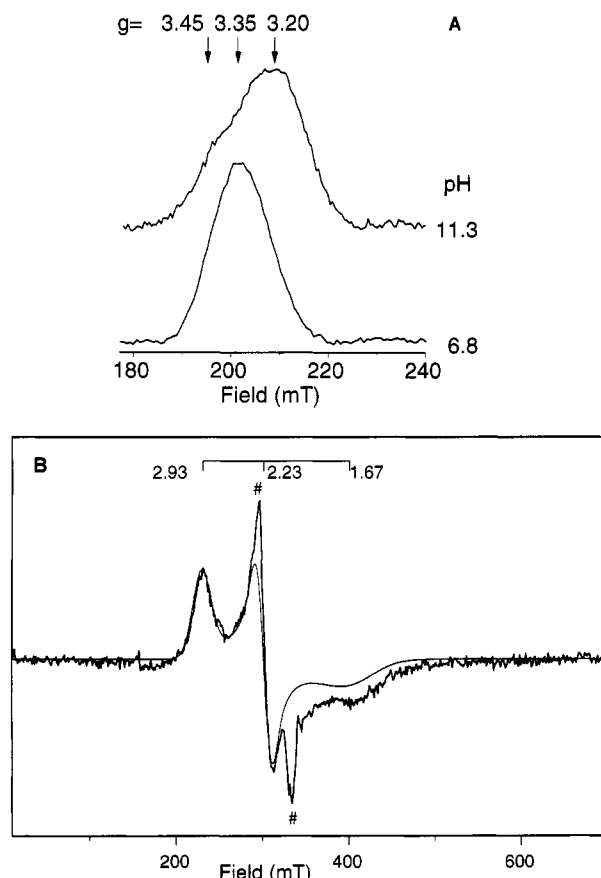 g= 3.45 3.35 3.20 A
pH
11.3
6.8
180 200 220 240
Field (mT)
B 2.93 2.23 1.67
#
#
200 400 600
Field (mT)